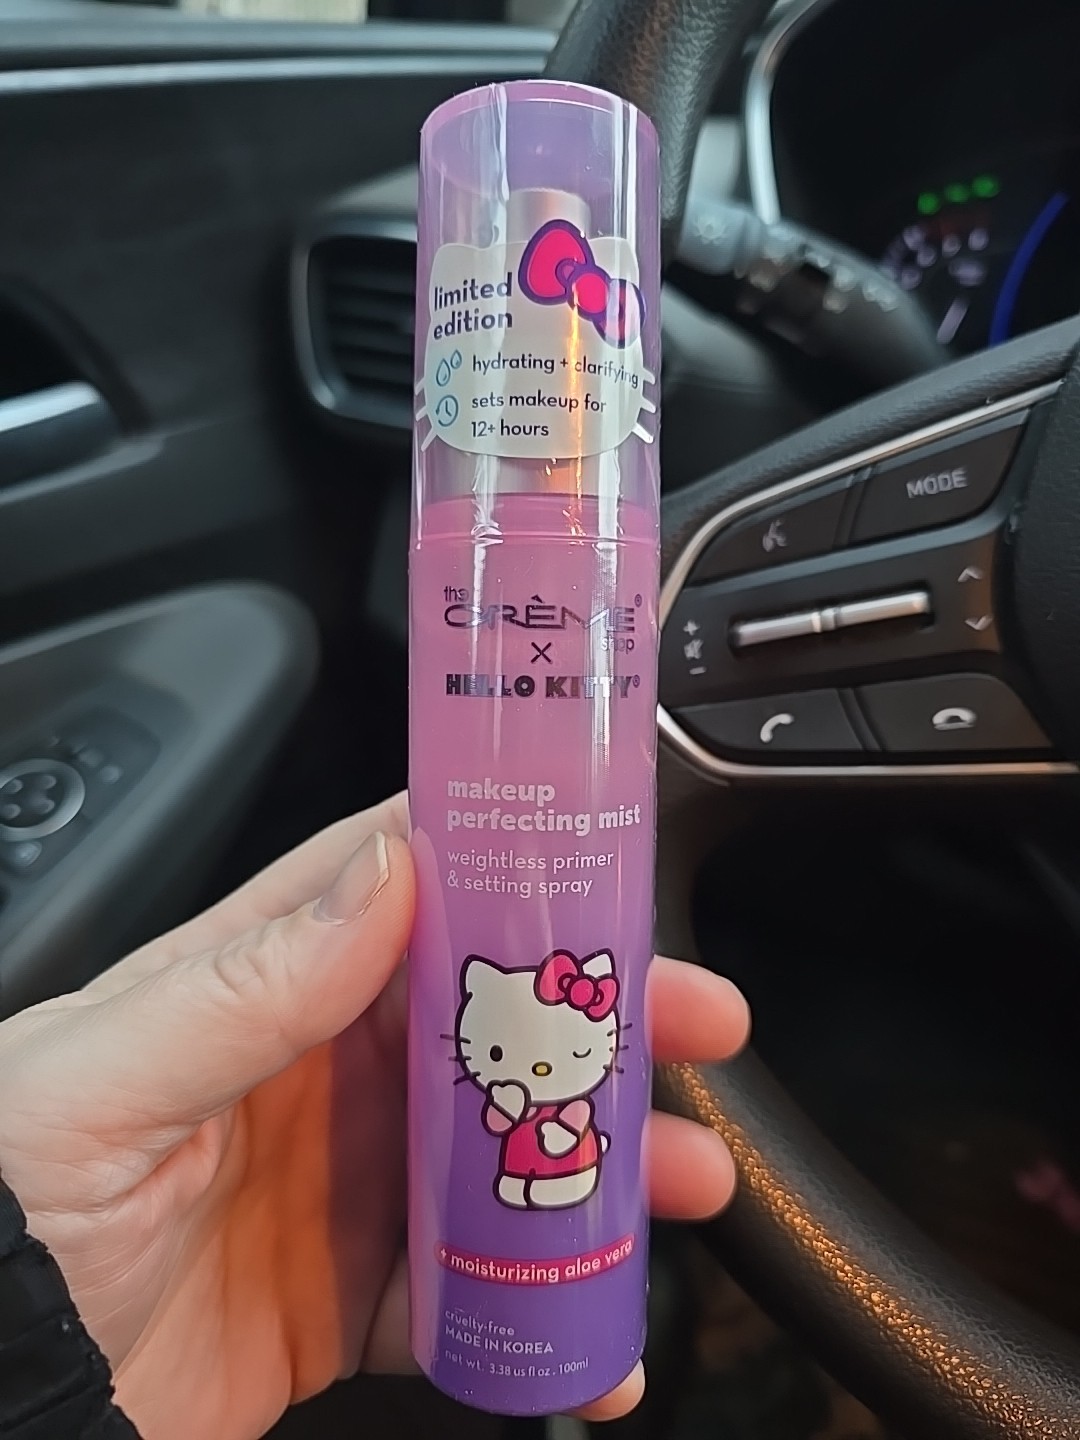 limited
edition
hydrating + clarifying
sets makeup for
12+ hours
the
CRÈME®
shop
X
HELLO KITTY®
makeup
perfecting mist
weightless primer
& setting spray
+ moisturizing aloe vera
cruelty-free
MADE IN KOREA
net wt. 3.38 us fl oz. 100ml
MODE
+
-